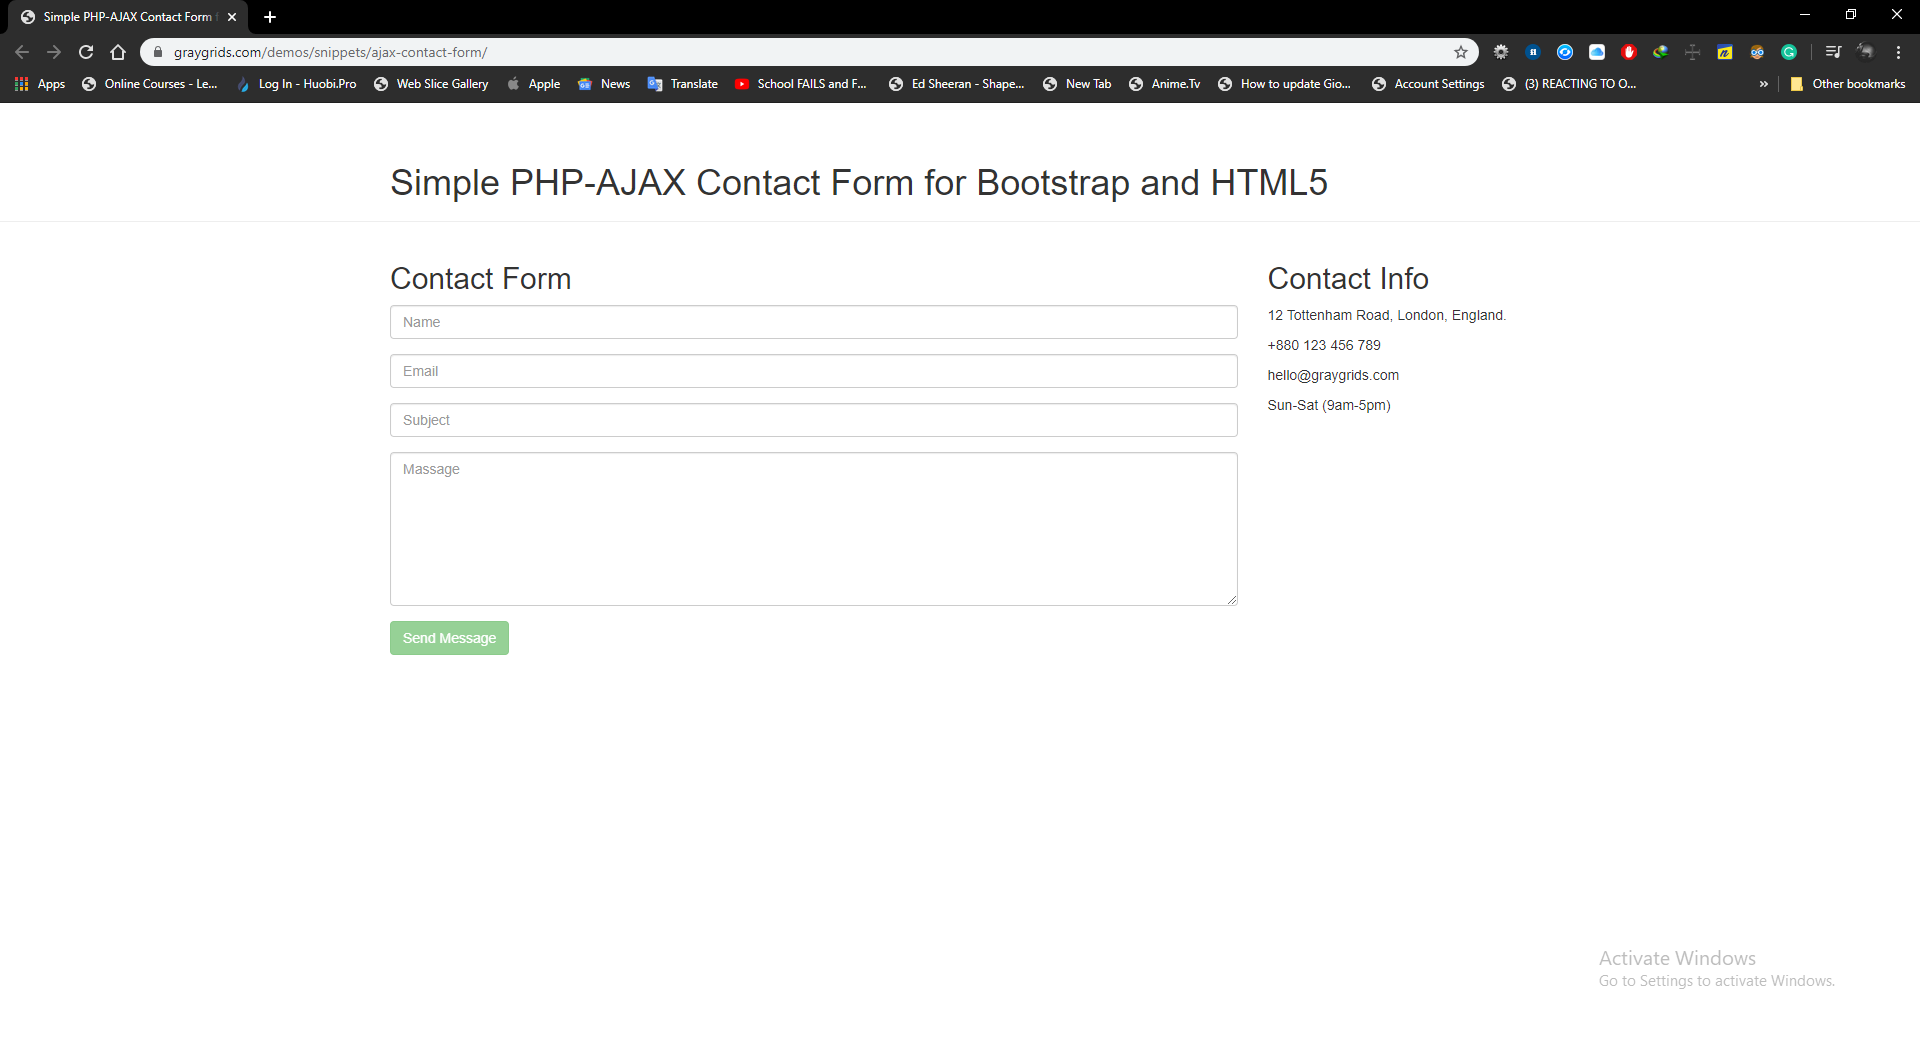 Simple PHP-AJAX Contact Form
graygrids.com/demos/snippets/ajax-contact-form/
Apps Online Courses - Le... Log In - Huobi.Pro Web Slice Gallery Apple News Translate School FAILS and F... Ed Sheeran - Shape... New Tab Anime.Tv How to update Gio... Account Settings (3) REACTING TO O... » Other bookmarks
Simple PHP-AJAX Contact Form for Bootstrap and HTML5
Contact Form
Name
Email
Subject
Massage
Send Message
Contact Info
12 Tottenham Road, London, England.
+880 123 456 789
hello@graygrids.com
Sun-Sat (9am-5pm)
Activate Windows
Go to Settings to activate Windows.